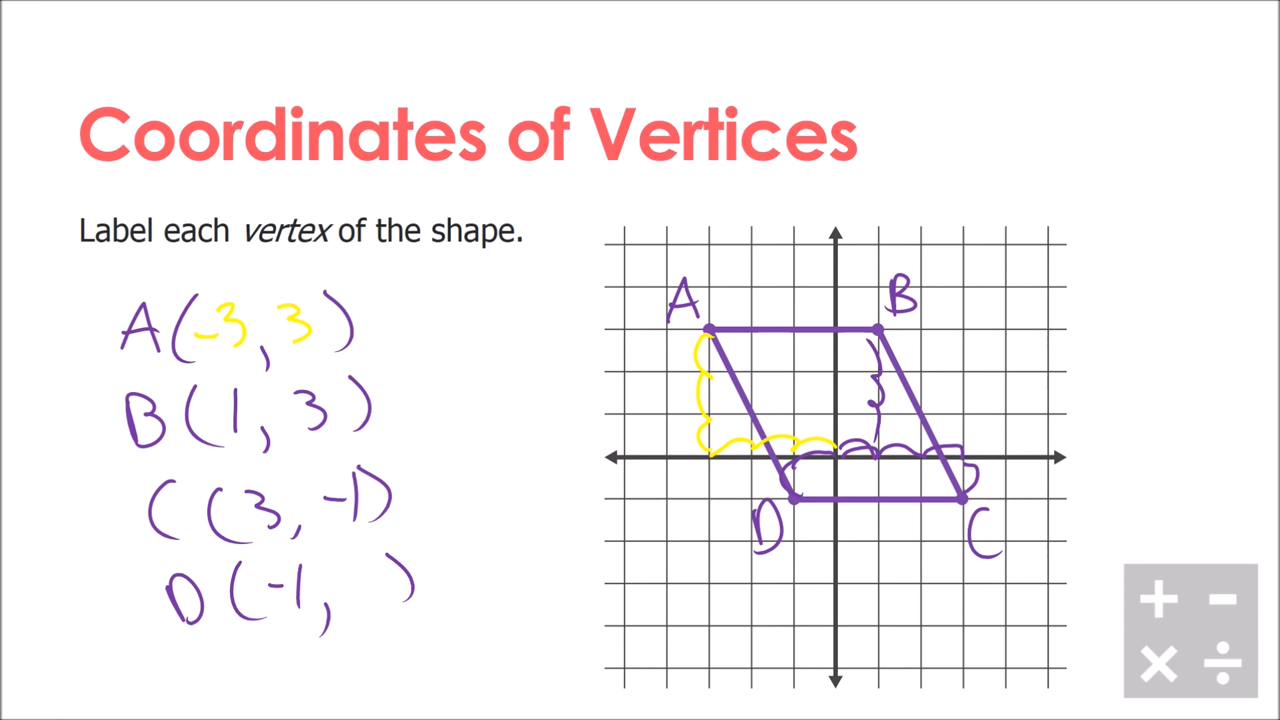 Coordinates of Vertices
Label each vertex of the shape.
A(-3, 3)
B(1, 3)
C(3, -1)
D(-1, )
A
B
D
C
+ -
× ÷